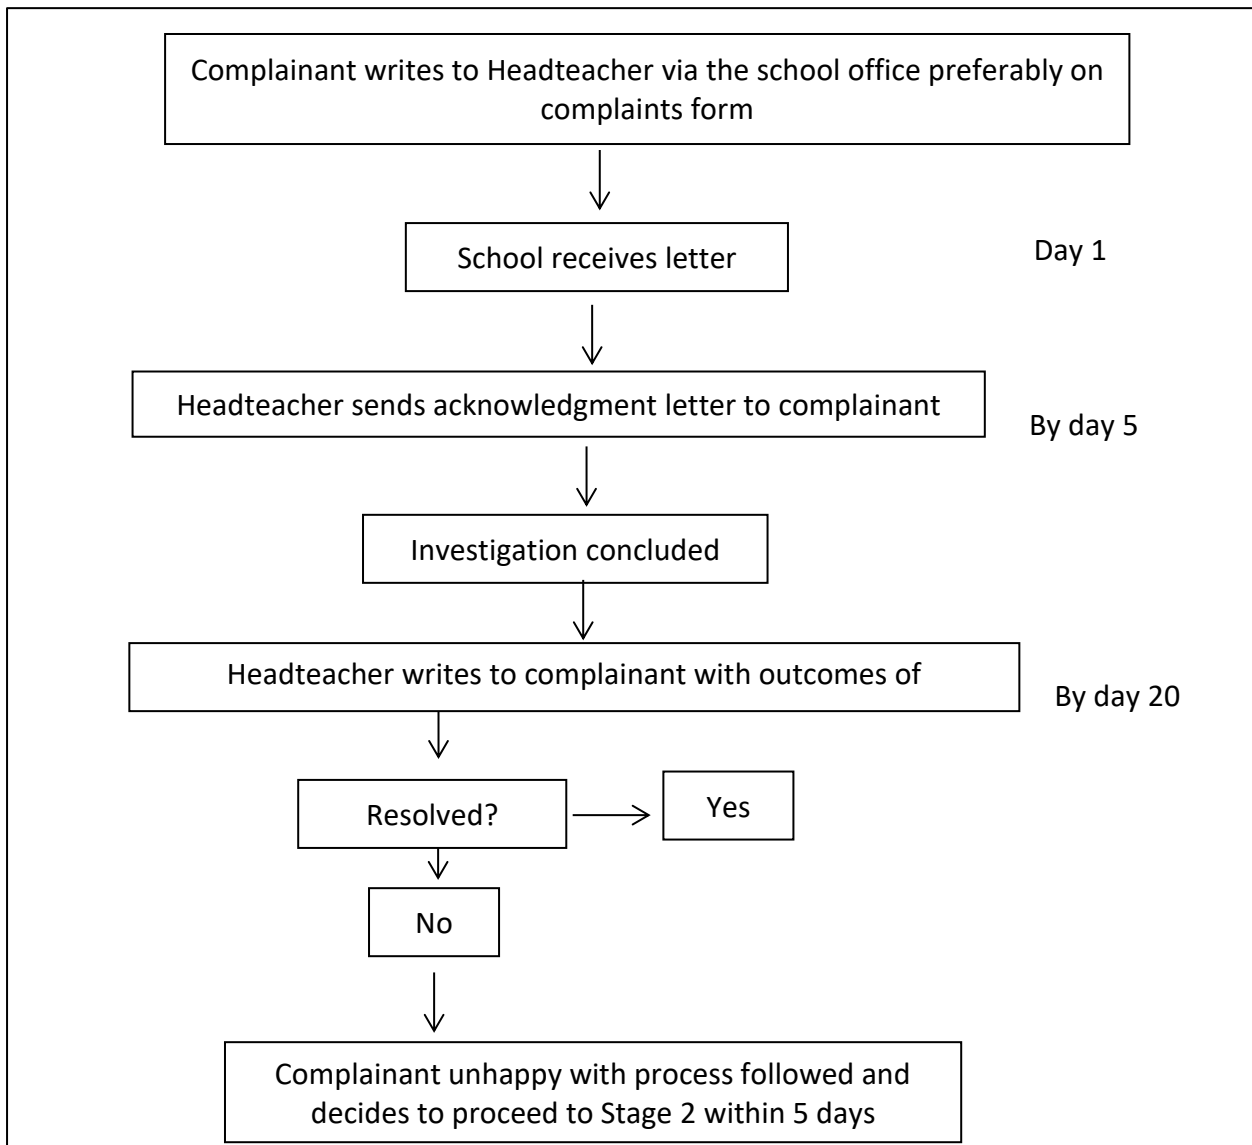 Complainant writes to Headteacher via the school office preferably on
complaints form
School receives letter
Day 1
Headteacher sends acknowledgment letter to complainant
By day 5
Investigation concluded
Headteacher writes to complainant with outcomes of
By day 20
Resolved?
Yes
No
Complainant unhappy with process followed and
decides to proceed to Stage 2 within 5 days